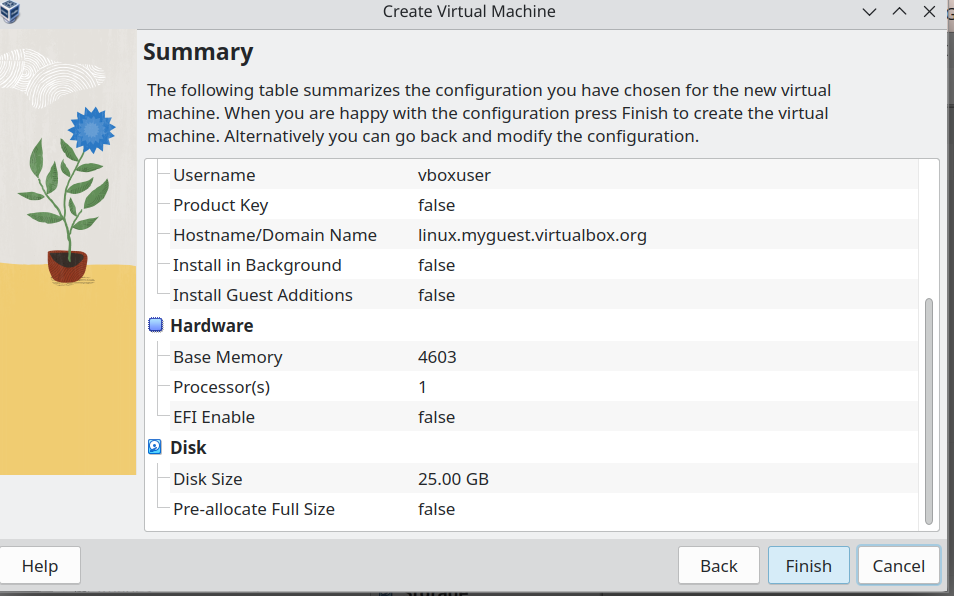 Create Virtual Machine
Summary
The following table summarizes the configuration you have chosen for the new virtual
machine. When you are happy with the configuration press Finish to create the virtual
machine. Alternatively you can go back and modify the configuration.
Username vboxuser
Product Key false
Hostname/Domain Name linux.myguest.virtualbox.org
Install in Background false
Install Guest Additions false
Hardware
Base Memory 4603
Processor(s) 1
EFI Enable false
Disk
Disk Size 25.00 GB
Pre-allocate Full Size false
Help Back Finish Cancel